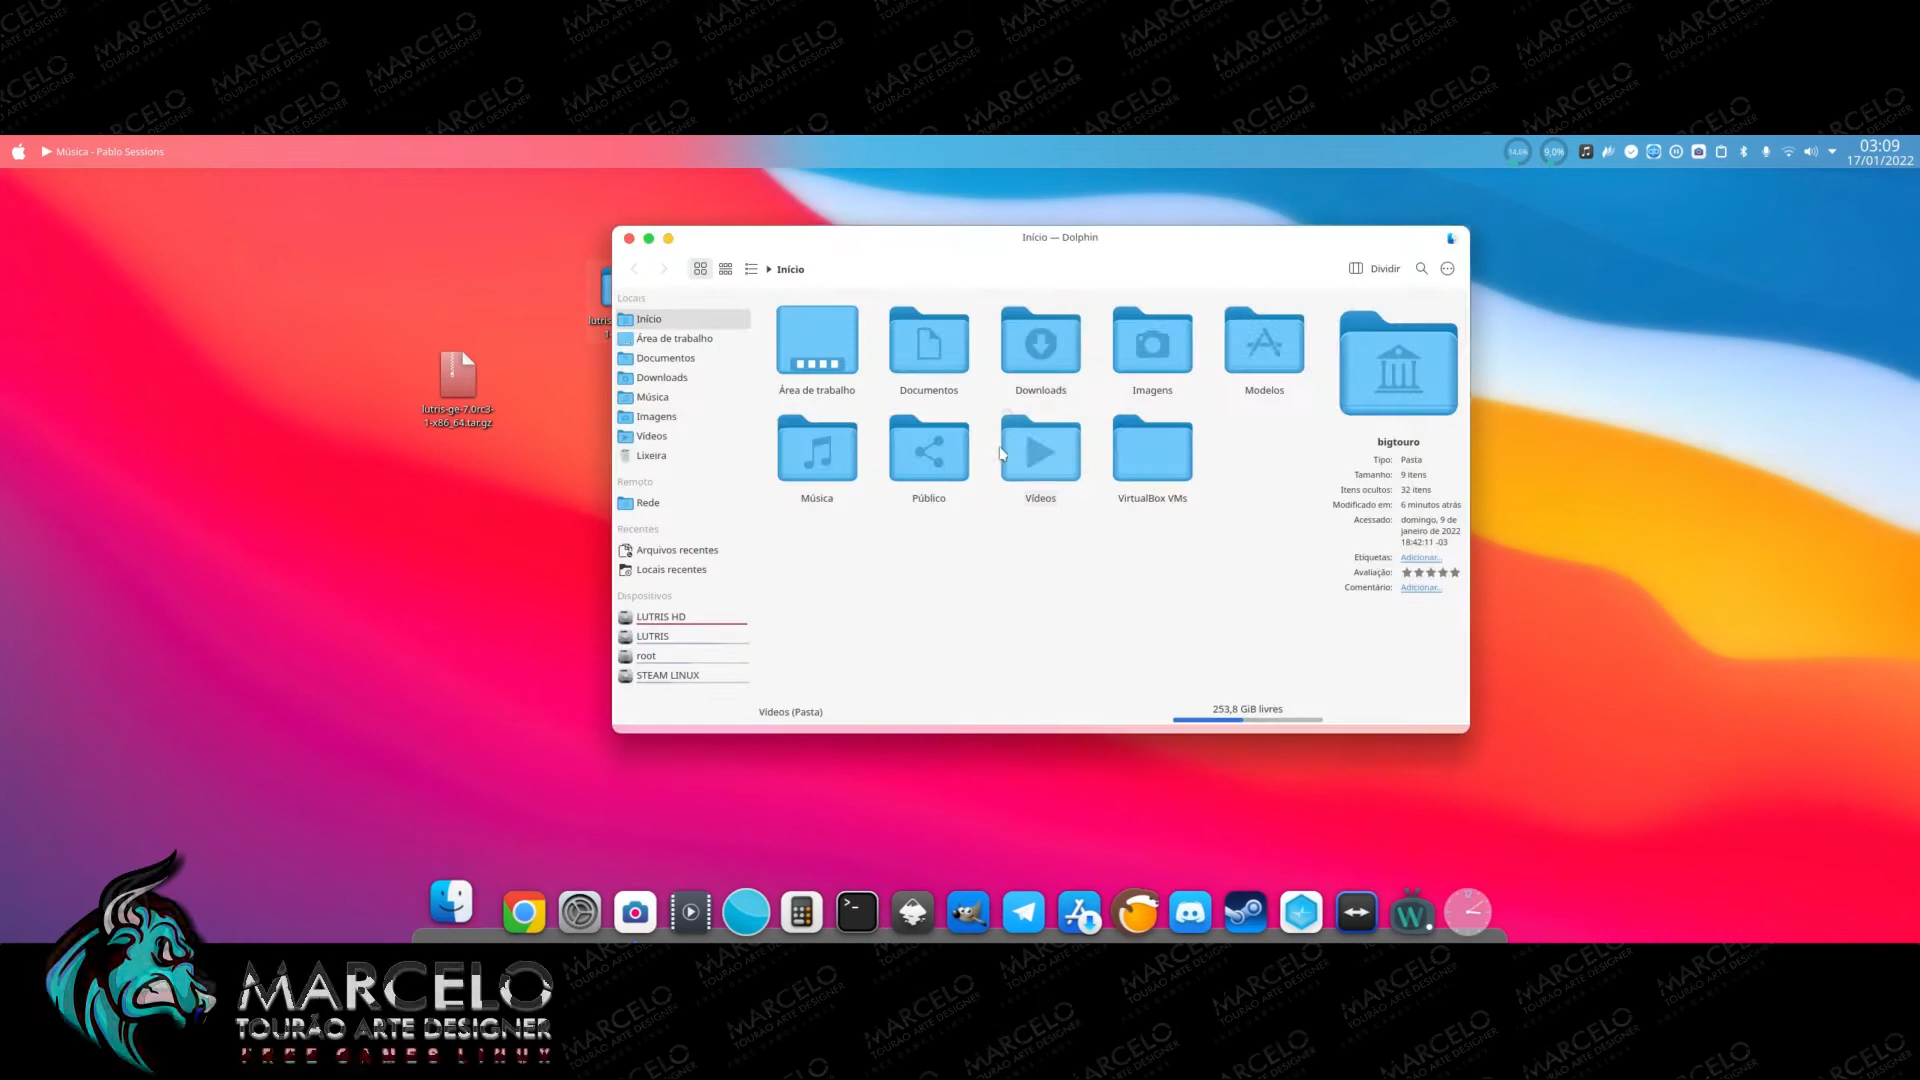 Música - Pablo Sessions
9.0%
03:09
17/01/2022
Início — Dolphin
Início
Dividir
Locais
Início
Área de trabalho
Documentos
Downloads
Música
Imagens
Vídeos
Lixeira
Remoto
Rede
Recentes
Arquivos recentes
Locais recentes
Dispositivos
LUTRIS HD
LUTRIS
root
STEAM LINUX
Área de trabalho
Documentos
Downloads
Imagens
Modelos
Música
Público
Vídeos
VirtualBox VMs
bigtouro
Tipo: Pasta
Tamanho: 9 itens
Itens ocultos: 32 itens
Modificado em: 6 minutos atrás
Acessado: domingo, 9 de
janeiro de 2022
18:42:11 -03
Etiquetas: Adicionar...
Avaliação:
Comentário: Adicionar...
Vídeos (Pasta)
253,8 GiB livres
lutris-ge-7.0rc3-
1-x86_64.tar.gz
MARCELO
TOURÃO ARTE DESIGNER
FREE GAMES LINUX